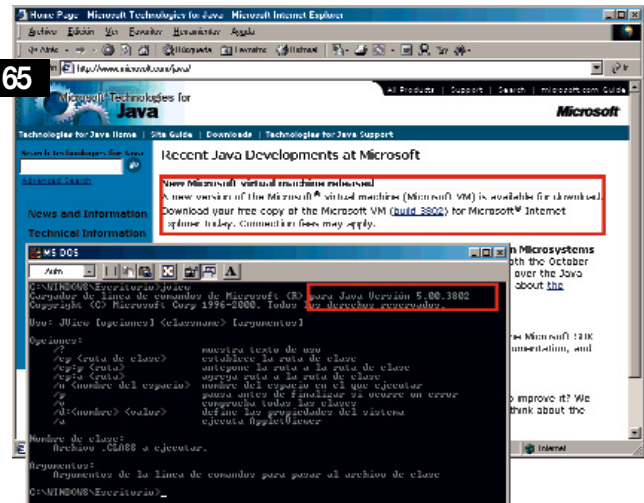 Home Page - Microsoft Technologies for Java - Microsoft Internet Explorer
Archivo Edición Ver Favoritos Herramientas Ayuda
Atrás Búsqueda Favoritos Historial
65
http://www.microsoft.com/java/
All Products | Support | Search | microsoft.com Guide
Microsoft Technologies for
Java
Microsoft
Technologies for Java Home | Site Guide | Downloads | Technologies for Java Support
Search Technologies for Java
Advanced Search
News and Information
Technical Information
Recent Java Developments at Microsoft
New Microsoft virtual machine released
A new version of the Microsoft® virtual machine (Microsoft VM) is available for download.
Download your free copy of the Microsoft VM (build 3802) for Microsoft® Internet
Explorer today. Connection fees may apply.
n Microsystems
th the October
over the Java
about the
he Microsoft SDK
umentation, and
o improve it? We
think about the
Internet
MS DOS
Auto
C:\WINDOWS\Escritorio>jview
Cargador de línea de comandos de Microsoft (R) para Java Versión 5.00.3802
Copyright (C) Microsoft Corp 1996-2000. Todos los derechos reservados.
Uso: JView [opciones] <classname> [argumentos]
Opciones:
/? muestra texto de uso
/cp <ruta de clase> establece la ruta de clase
/cp:p <ruta> antepone la ruta a la ruta de clase
/cp:a <ruta> agrega ruta a la ruta de clase
/n <nombre del espacio> nombre del espacio en el que ejecutar
/p pausa antes de finalizar si ocurre un error
/v comprueba todas las clases
/d:<nombre> <valor> define las propiedades del sistema
/a ejecuta AppletViewer
Nombre de clase:
Archivo .CLASS a ejecutar.
Argumentos:
Argumentos de la línea de comandos para pasar al archivo de clase
C:\WINDOWS\Escritorio>_